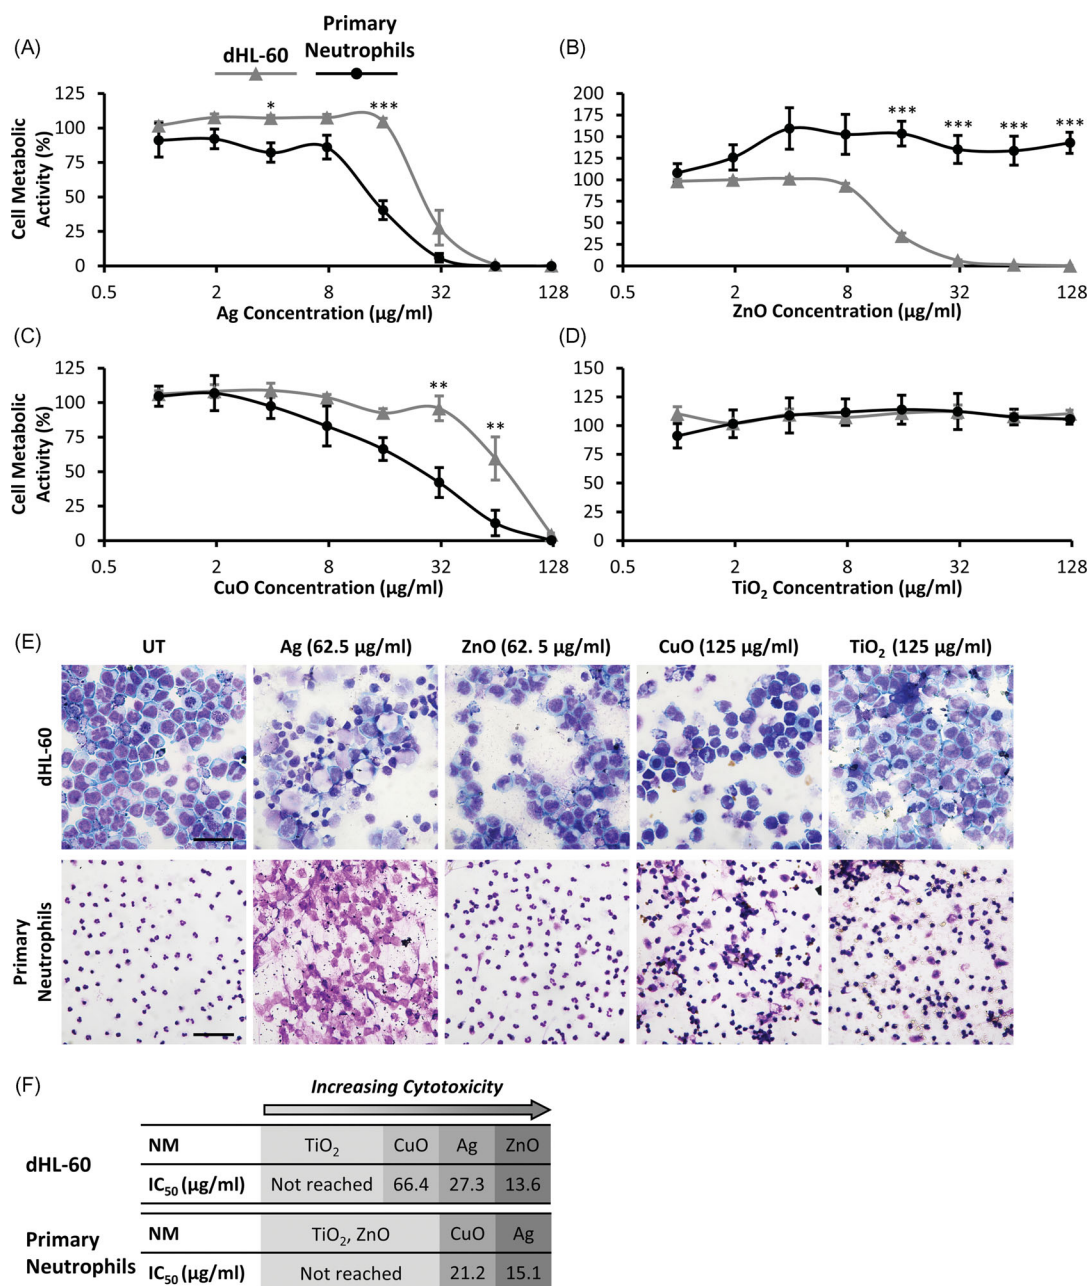 (A)
dHL-60
Primary
Neutrophils
Cell Metabolic
Activity (%)
125
100
75
50
25
0
*
***
0.5 2 8 32 128
Ag Concentration (µg/ml)
(B)
200
175
150
125
100
75
50
25
0
*** *** *** ***
0.5 2 8 32 128
ZnO Concentration (µg/ml)
(C)
Cell Metabolic
Activity (%)
125
100
75
50
25
0
**
**
0.5 2 8 32 128
CuO Concentration (µg/ml)
(D)
150
125
100
75
50
25
0
0.5 2 8 32 128
TiO₂ Concentration (µg/ml)
(E)
UT Ag (62.5 µg/ml) ZnO (62. 5 µg/ml) CuO (125 µg/ml) TiO₂ (125 µg/ml)
dHL-60
Primary
Neutrophils
(F)
Increasing Cytotoxicity
dHL-60
NM TiO₂ CuO Ag ZnO
IC₅₀ (µg/ml) Not reached 66.4 27.3 13.6
Primary
Neutrophils
NM TiO₂, ZnO CuO Ag
IC₅₀ (µg/ml) Not reached 21.2 15.1